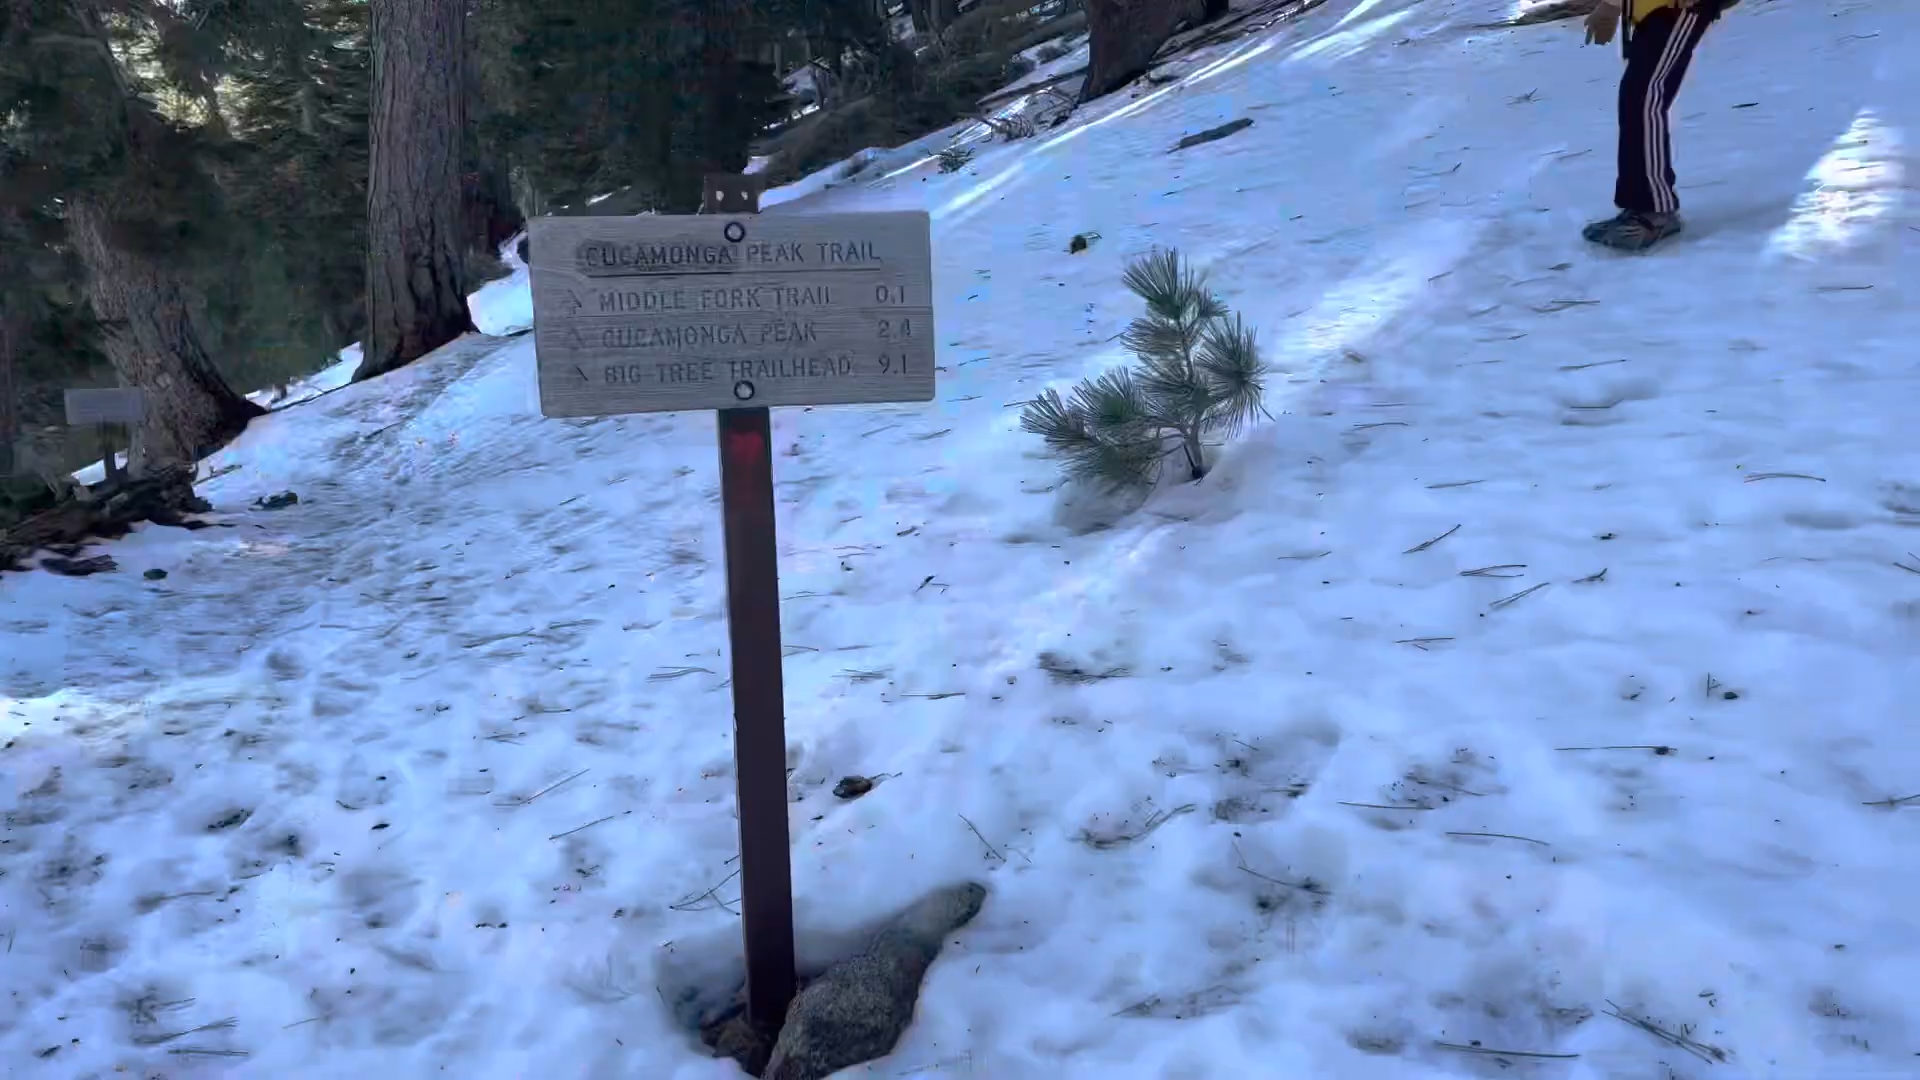 CUCAMONGA PEAK TRAIL
MIDDLE FORK TRAIL 0.1
CUCAMONGA PEAK 2.4
BIG TREE TRAILHEAD 9.1